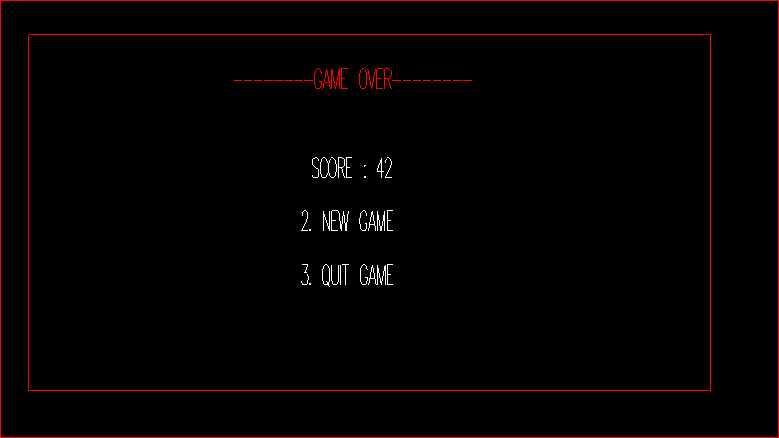 --------GAME OVER--------
SCORE : 42
2. NEW GAME
3. QUIT GAME